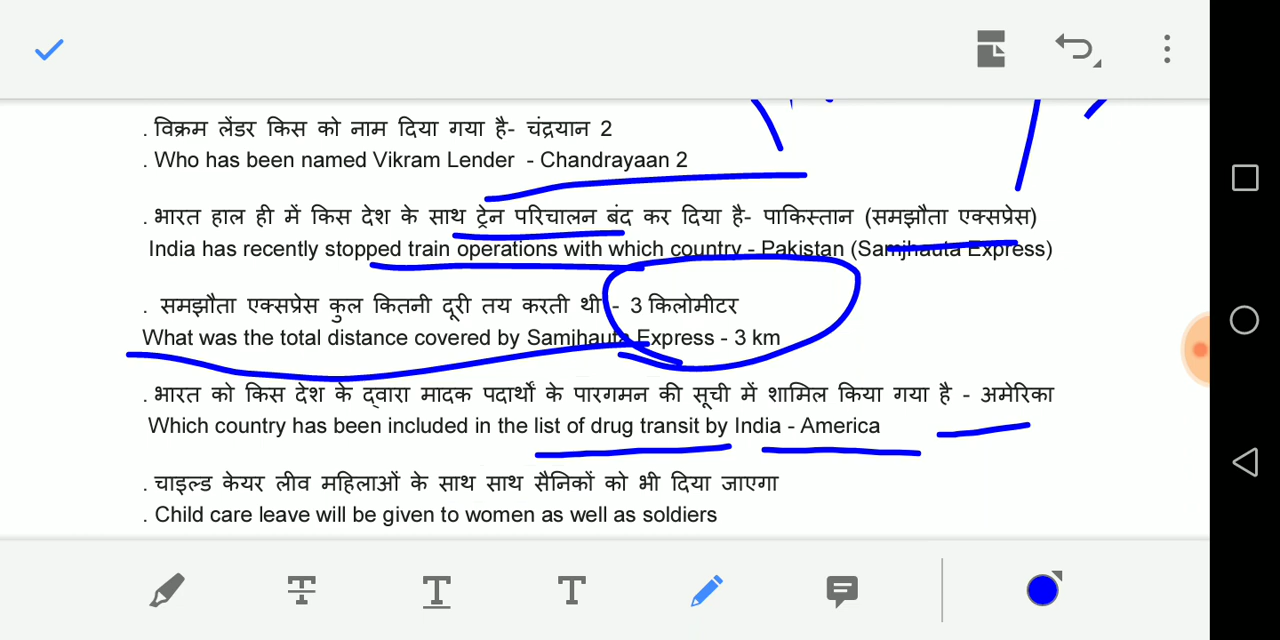 . विक्रम लेंडर किस को नाम दिया गया है- चंद्रयान 2
. Who has been named Vikram Lender - Chandrayaan 2
. भारत हाल ही में किस देश के साथ ट्रेन परिचालन बंद कर दिया है- पाकिस्तान (समझौता एक्सप्रेस)
India has recently stopped train operations with which country - Pakistan (Samjhauta Express)
. समझौता एक्सप्रेस कुल कितनी दूरी तय करती थी - 3 किलोमीटर
What was the total distance covered by Samjhauta Express - 3 km
. भारत को किस देश के द्वारा मादक पदार्थों के पारगमन की सूची में शामिल किया गया है - अमेरिका
Which country has been included in the list of drug transit by India - America
. चाइल्ड केयर लीव महिलाओं के साथ साथ सैनिकों को भी दिया जाएगा
. Child care leave will be given to women as well as soldiers